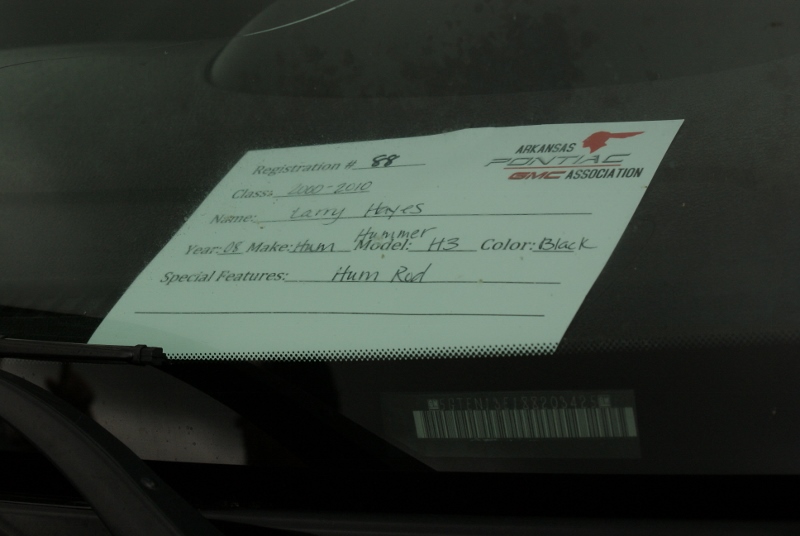 ARKANSAS
PONTIAC
GMC ASSOCIATION
Registration # 88
Class: 2000-2010
Name: Larry Hayes
Hummer
Year: 08 Make: Hum Model: H3 Color: Black
Special Features: Hum Rod